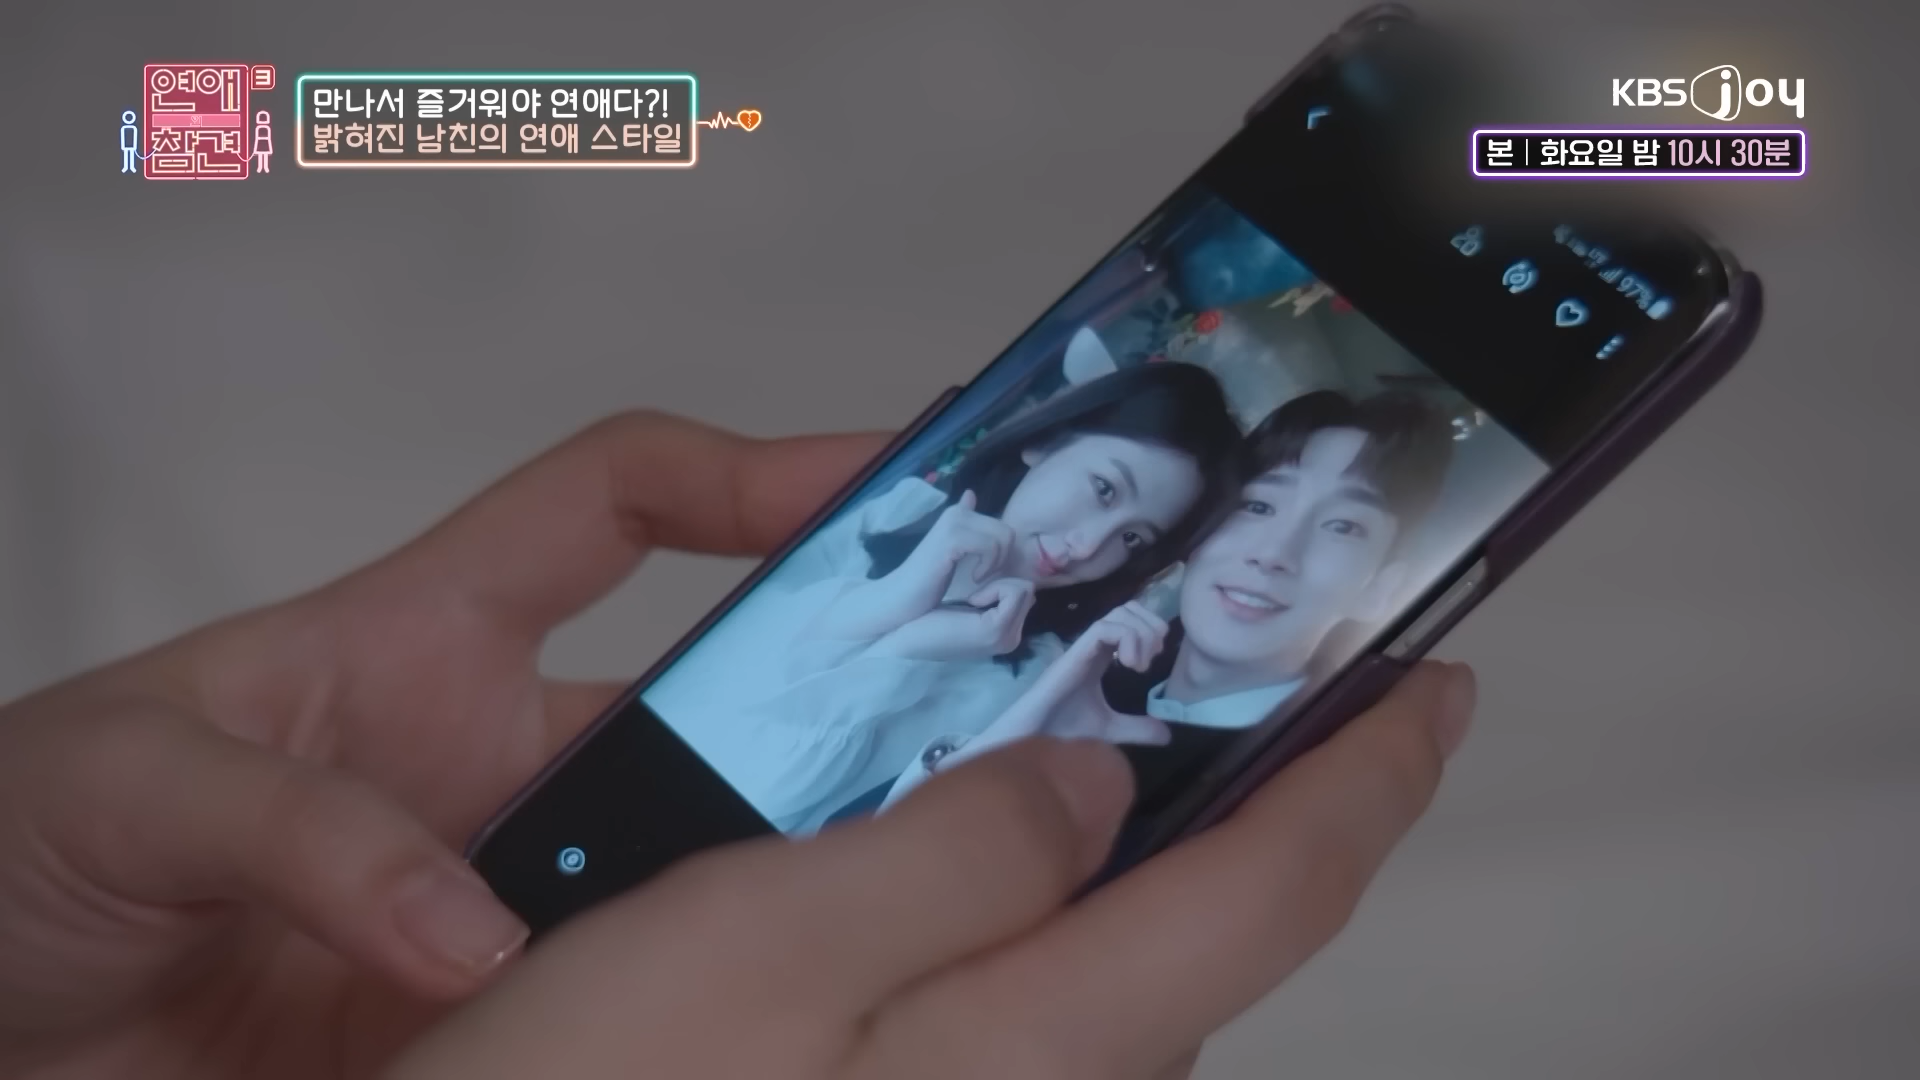 연애의 참견 3
만나서 즐거워야 연애다?!
밝혀진 남친의 연애 스타일
KBS joy
본 | 화요일 밤 10시 30분
97%